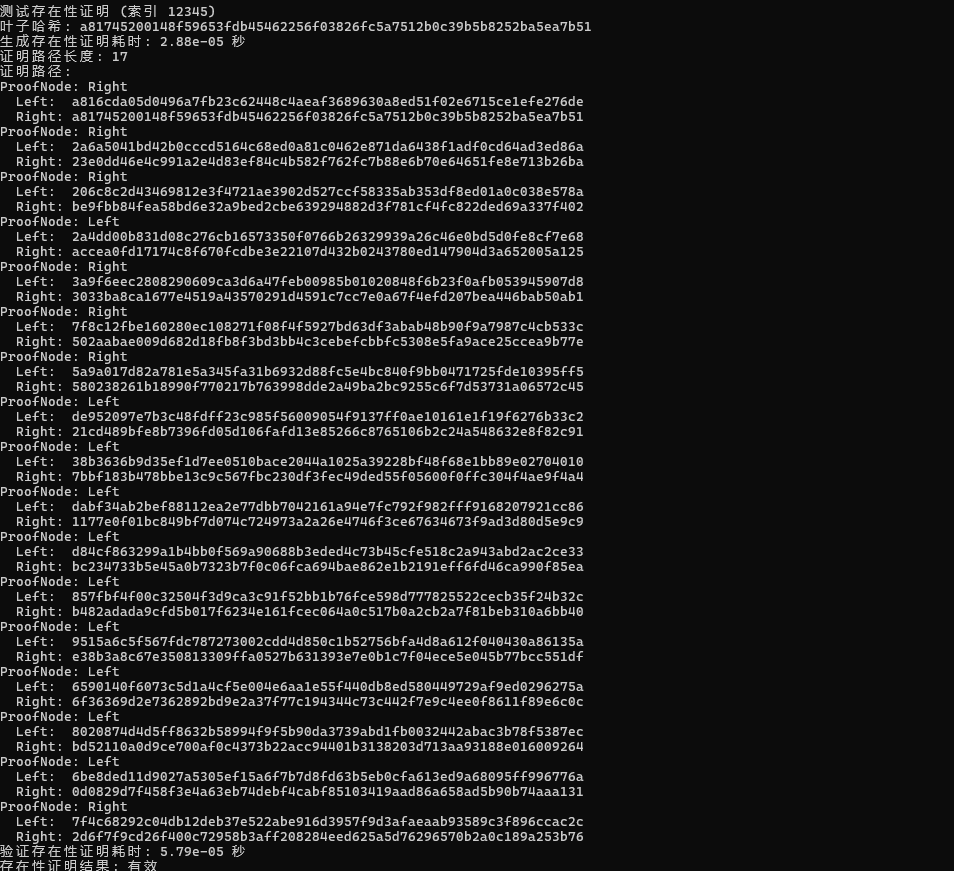 测试存在性证明 (索引 12345)
叶子哈希: a81745200148f59653fdb45462256f03826fc5a7512b0c39b5b8252ba5ea7b51
生成存在性证明耗时: 2.88e-05 秒
证明路径长度: 17
证明路径:
ProofNode: Right
  Left:  a816cda05d0496a7fb23c62448c4aeaf3689630a8ed51f02e6715ce1efe276de
  Right: a81745200148f59653fdb45462256f03826fc5a7512b0c39b5b8252ba5ea7b51
ProofNode: Right
  Left:  2a6a5041bd42b0cccd5164c68ed0a81c0462e871da6438f1adf0cd64ad3ed86a
  Right: 23e0dd46e4c991a2e4d83ef84c4b582f762fc7b88e6b70e64651fe8e713b26ba
ProofNode: Right
  Left:  206c8c2d43469812e3f4721ae3902d527ccf58335ab353df8ed01a0c038e578a
  Right: be9fbb84fea58bd6e32a9bed2cbe639294882d3f781cf4fc822ded69a337f402
ProofNode: Left
  Left:  2a4dd00b831d08c276cb16573350f0766b26329939a26c46e0bd5d0fe8cf7e68
  Right: accea0fd17174c8f670fcdbe3e22107d432b0243780ed147904d3a652005a125
ProofNode: Right
  Left:  3a9f6eec2808290609ca3d6a47feb00985b01020848f6b23f0afb053945907d8
  Right: 3033ba8ca1677e4519a43570291d4591c7cc7e0a67f4efd207bea446bab50ab1
ProofNode: Right
  Left:  7f8c12fbe160280ec108271f08f4f5927bd63df3abab48b90f9a7987c4cb533c
  Right: 502aabae009d682d18fb8f3bd3bb4c3cebefcbbfc5308e5fa9ace25ccea9b77e
ProofNode: Right
  Left:  5a9a017d82a781e5a345fa31b6932d88fc5e4bc840f9bb0471725fde10395ff5
  Right: 580238261b18990f770217b763998dde2a49ba2bc9255c6f7d53731a06572c45
ProofNode: Left
  Left:  de952097e7b3c48fdff23c985f56009054f9137ff0ae10161e1f19f6276b33c2
  Right: 21cd489bfe8b7396fd05d106fafd13e85266c8765106b2c24a548632e8f82c91
ProofNode: Left
  Left:  38b3636b9d35ef1d7ee0510bace2044a1025a39228bf48f68e1bb89e02704010
  Right: 7bbf183b478bbe13c9c567fbc230df3fec49ded55f05600f0ffc304f4ae9f4a4
ProofNode: Left
  Left:  dabf34ab2bef88112ea2e77dbb7042161a94e7fc792f982fff9168207921cc86
  Right: 1177e0f01bc849bf7d074c724973a2a26e4746f3ce67634673f9ad3d80d5e9c9
ProofNode: Left
  Left:  d84cf863299a1b4bb0f569a90688b3eded4c73b45cfe518c2a943abd2ac2ce33
  Right: bc234733b5e45a0b7323b7f0c06fca694bae862e1b2191eff6fd46ca990f85ea
ProofNode: Left
  Left:  857fbf4f00c32504f3d9ca3c91f52bb1b76fce598d777825522cecb35f24b32c
  Right: b482adada9cfd5b017f6234e161fcec064a0c517b0a2cb2a7f81beb310a6bb40
ProofNode: Left
  Left:  9515a6c5f567fdc787273002cdd4d850c1b52756bfa4d8a612f040430a86135a
  Right: e38b3a8c67e350813309ffa0527b631393e7e0b1c7f04ece5e045b77bcc551df
ProofNode: Left
  Left:  6590140f6073c5d1a4cf5e004e6aa1e55f440db8ed580449729af9ed0296275a
  Right: 6f36369d2e7362892bd9e2a37f77c194344c73c442f7e9c4ee0f8611f89e6c0c
ProofNode: Left
  Left:  8020874d4d5ff8632b58994f9f5b90da3739abd1fb0032442abac3b78f5387ec
  Right: bd52110a0d9ce700af0c4373b22acc94401b3138203d713aa93188e016009264
ProofNode: Left
  Left:  6be8ded11d9027a5305ef15a6f7b7d8fd63b5eb0cfa613ed9a68095ff996776a
  Right: 0d0829d7f458f3e4a63eb74debf4cabf85103419aad86a658ad5b90b74aaa131
ProofNode: Right
  Left:  7f4c68292c04db12deb37e522abe916d3957f9d3afaeaab93589c3f896ccac2c
  Right: 2d6f7f9cd26f400c72958b3aff208284eed625a5d76296570b2a0c189a253b76
验证存在性证明耗时: 5.79e-05 秒
存在性证明结果: 有效